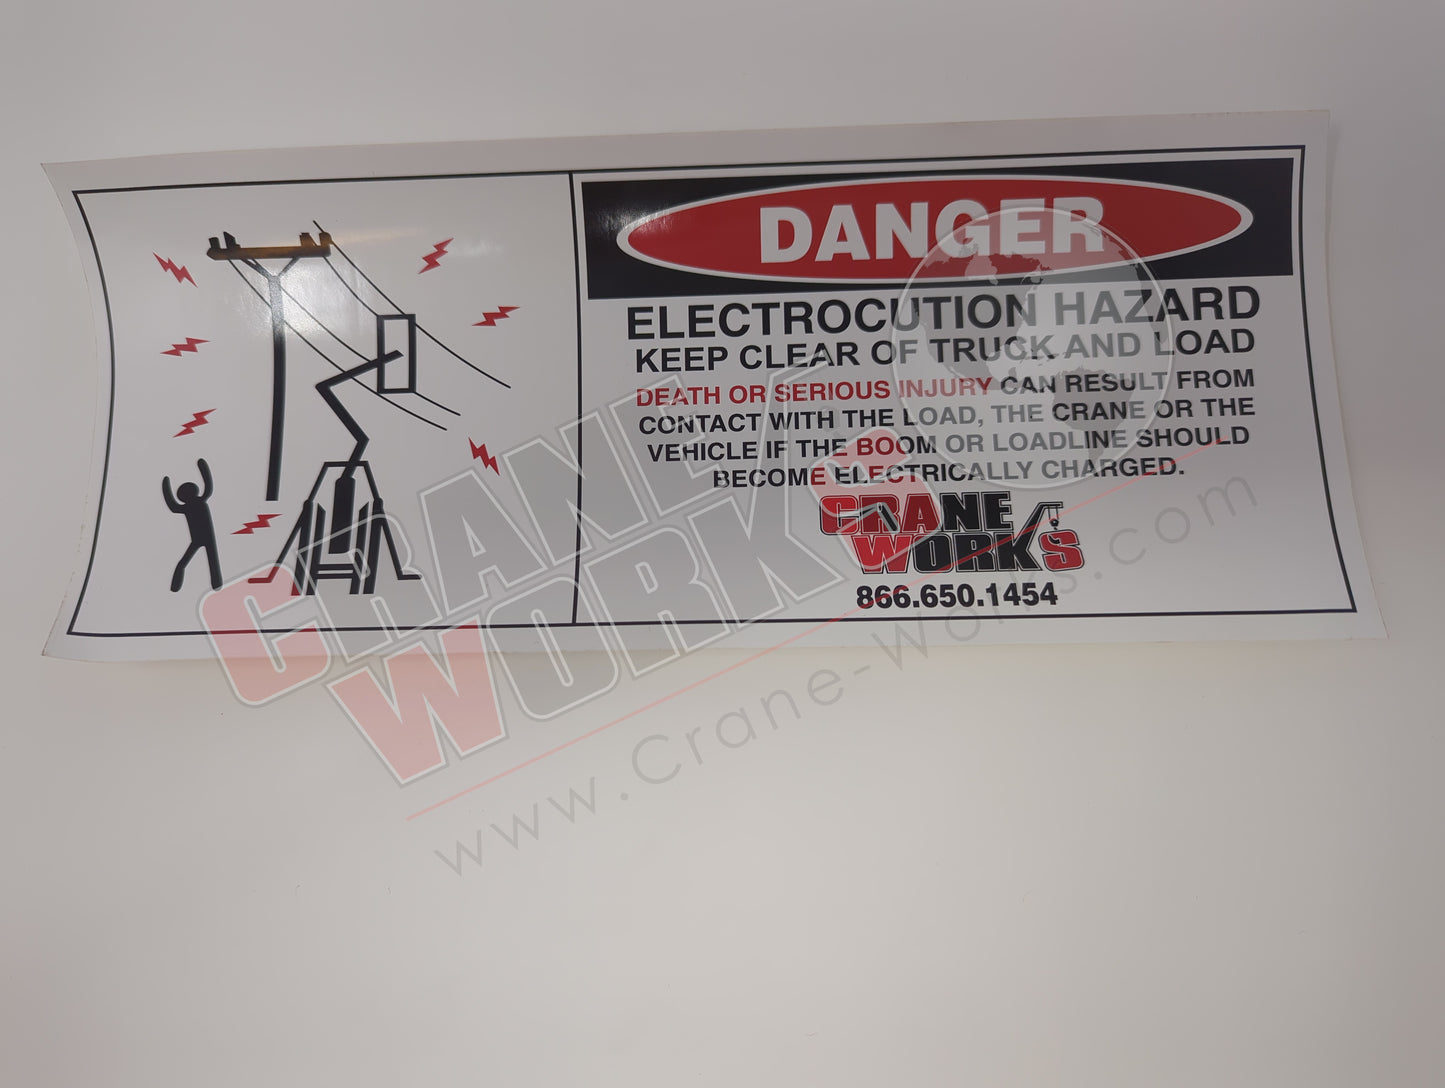 DANGER
ELECTROCUTION HAZARD
KEEP CLEAR OF TRUCK AND LOAD
DEATH OR SERIOUS INJURY CAN RESULT FROM
CONTACT WITH THE LOAD, THE CRANE OR THE
VEHICLE IF THE BOOM OR LOADLINE SHOULD
BECOME ELECTRICALLY CHARGED.
CRANE
WORKS
866.650.1454
CRANE
WORKS
www.Crane-Works.com